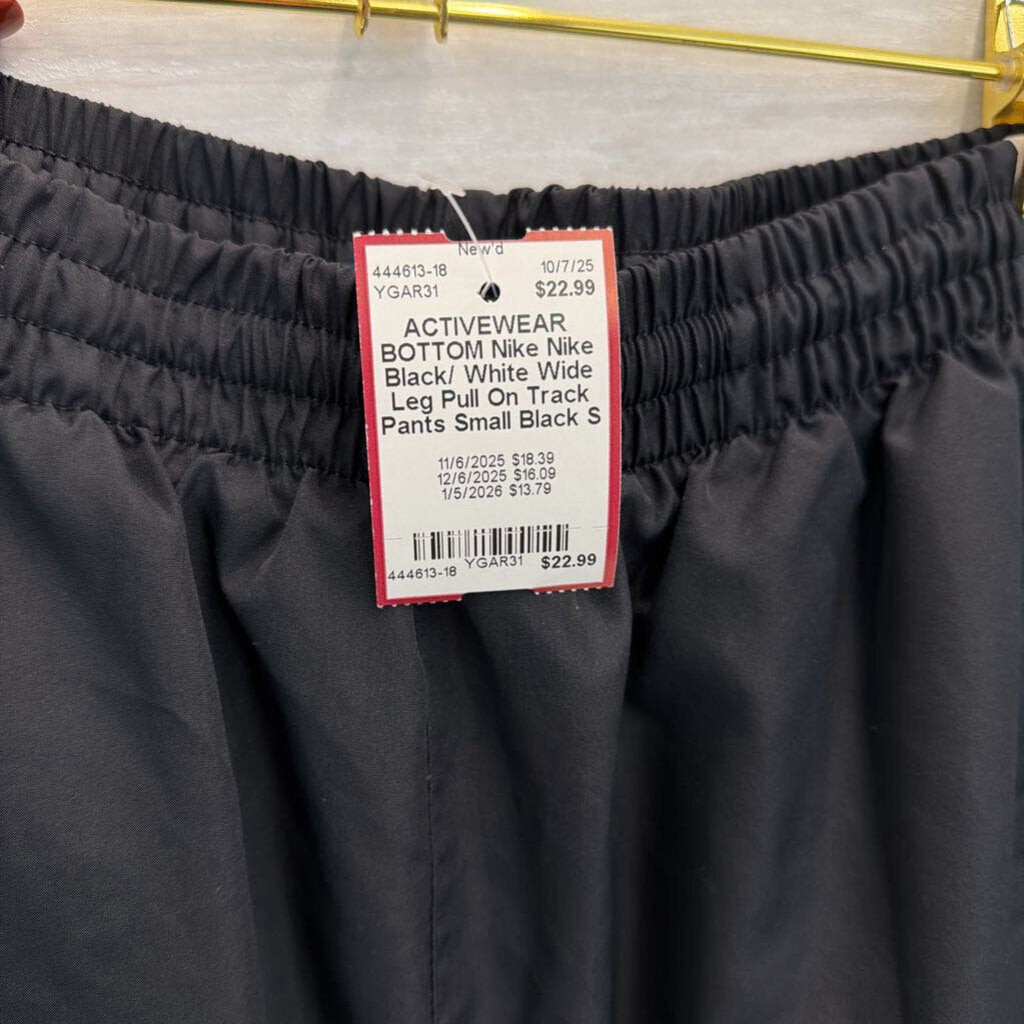 New'd
444613-18 10/7/25
YGAR31 $22.99
ACTIVEWEAR
BOTTOM Nike Nike
Black/ White Wide
Leg Pull On Track
Pants Small Black S
11/6/2025 $18.39
12/6/2025 $16.09
1/5/2026 $13.79
444613-18 YGAR31 $22.99